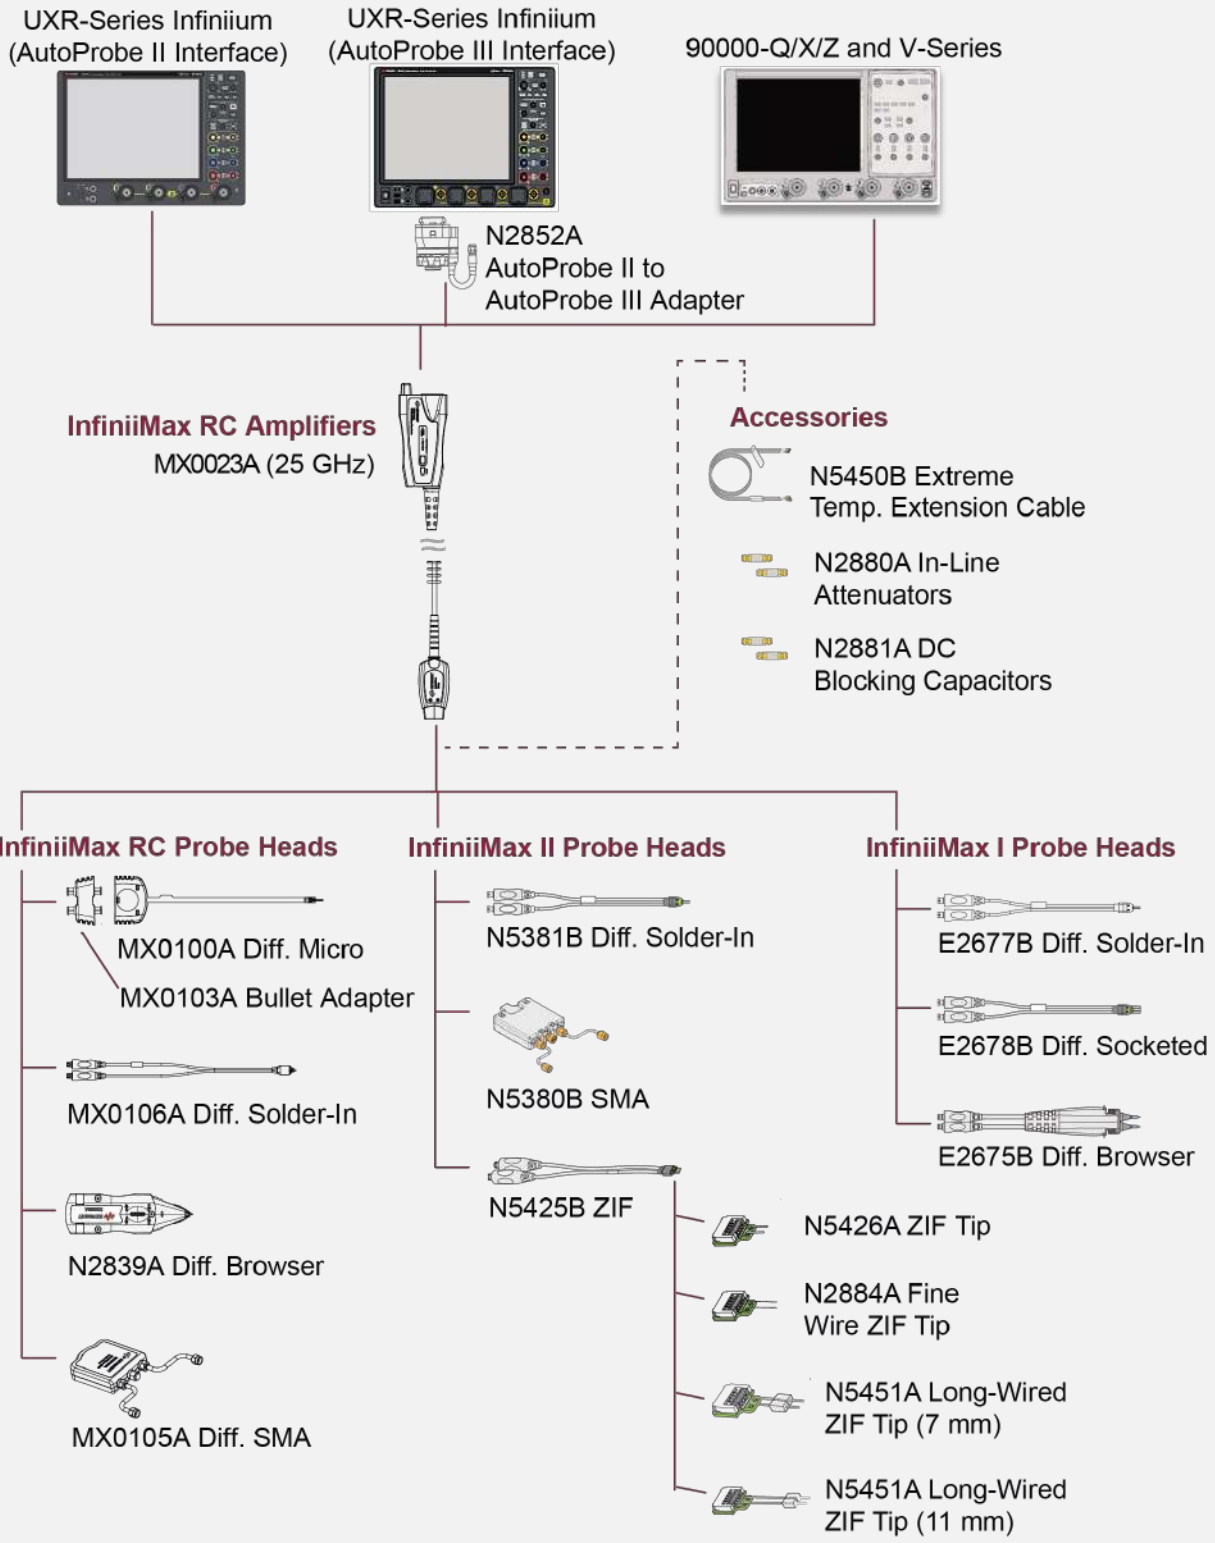 UXR-Series Infiniium
(AutoProbe II Interface)
UXR-Series Infiniium
(AutoProbe III Interface)
90000-Q/X/Z and V-Series
N2852A
AutoProbe II to
AutoProbe III Adapter
InfiniiMax RC Amplifiers
MX0023A (25 GHz)
Accessories
N5450B Extreme
Temp. Extension Cable
N2880A In-Line
Attenuators
N2881A DC
Blocking Capacitors
InfiniiMax RC Probe Heads
MX0100A Diff. Micro
MX0103A Bullet Adapter
MX0106A Diff. Solder-In
N2839A Diff. Browser
MX0105A Diff. SMA
InfiniiMax II Probe Heads
N5381B Diff. Solder-In
N5380B SMA
N5425B ZIF
N5426A ZIF Tip
N2884A Fine
Wire ZIF Tip
N5451A Long-Wired
ZIF Tip (7 mm)
N5451A Long-Wired
ZIF Tip (11 mm)
InfiniiMax I Probe Heads
E2677B Diff. Solder-In
E2678B Diff. Socketed
E2675B Diff. Browser